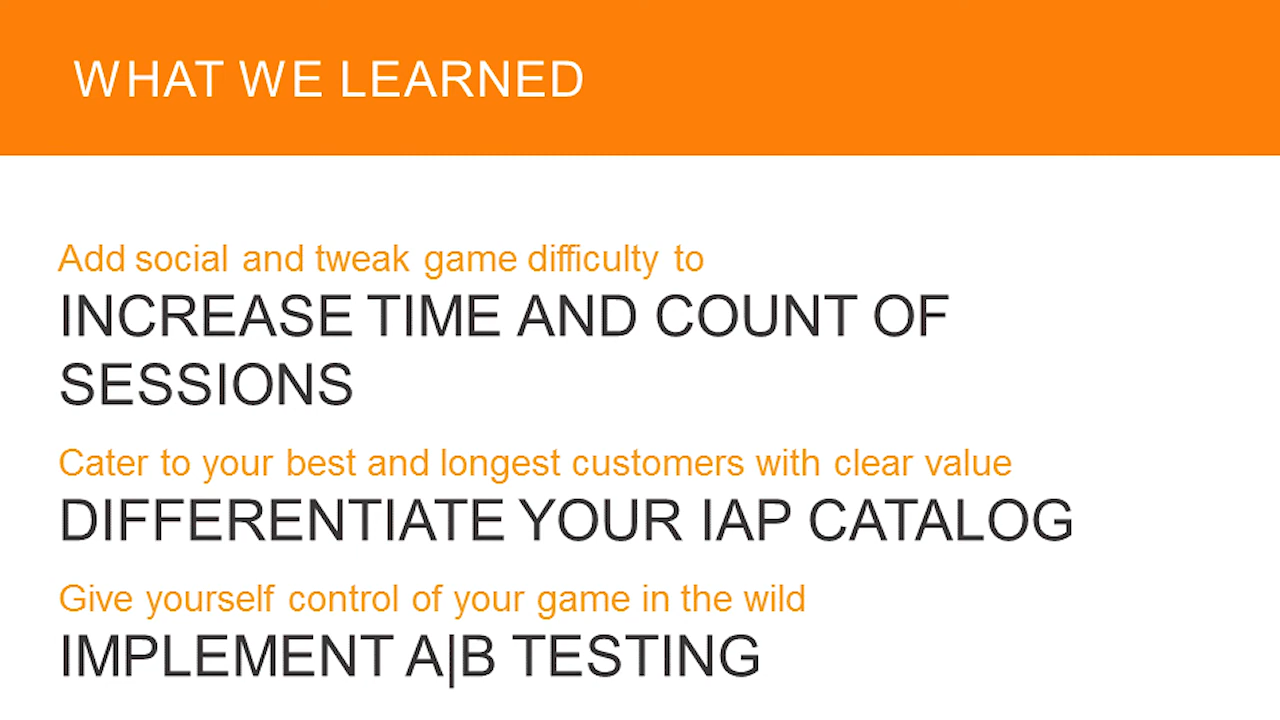 WHAT WE LEARNED
Add social and tweak game difficulty to
INCREASE TIME AND COUNT OF
SESSIONS
Cater to your best and longest customers with clear value
DIFFERENTIATE YOUR IAP CATALOG
Give yourself control of your game in the wild
IMPLEMENT A|B TESTING